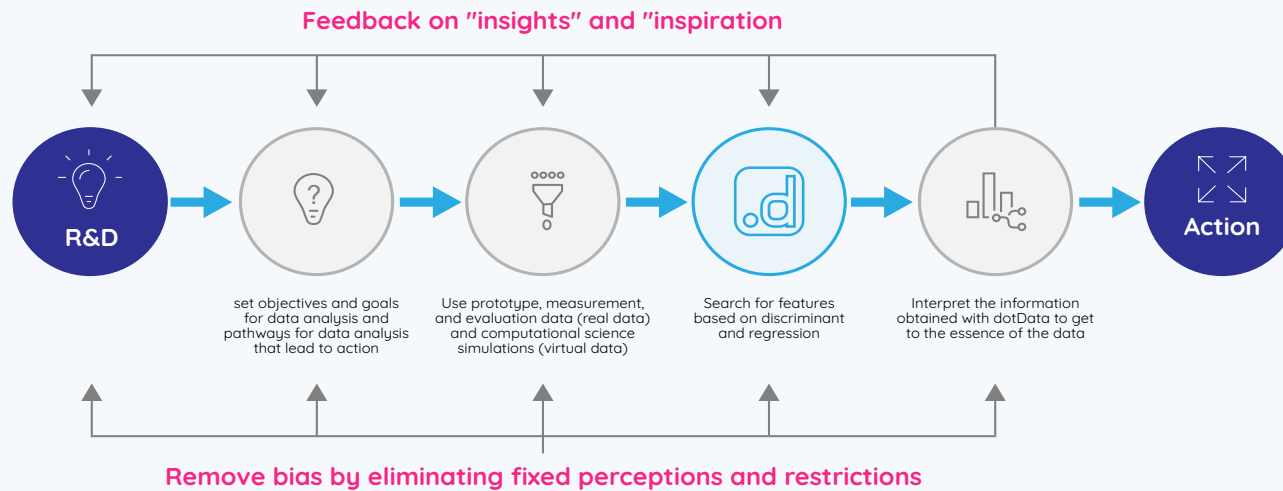 Feedback on "insights" and "inspiration
R&D
?
.d
Action
set objectives and goals
for data analysis and
pathways for data analysis
that lead to action
Use prototype, measurement,
and evaluation data (real data)
and computational science
simulations (virtual data)
Search for features
based on discriminant
and regression
Interpret the information
obtained with dotData to get
to the essence of the data
Remove bias by eliminating fixed perceptions and restrictions